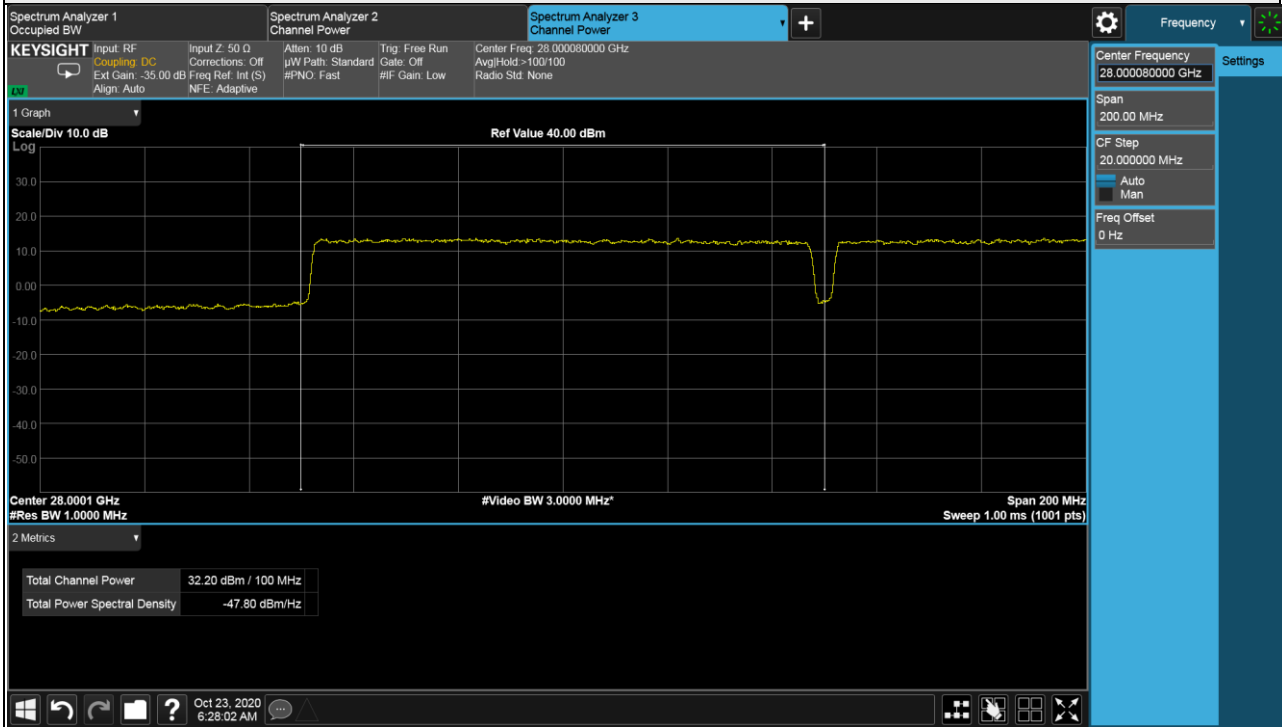 Spectrum Analyzer 1
Occupied BW
Spectrum Analyzer 2
Channel Power
Spectrum Analyzer 3
Channel Power
Frequency
KEYSIGHT
Input: RF
Coupling: DC
Ext Gain: -35.00 dB
Align: Auto
Input Z: 50 Ω
Corrections: Off
Freq Ref: Int (S)
NFE: Adaptive
Atten: 10 dB
µW Path: Standard
#PNO: Fast
Trig: Free Run
Gate: Off
#IF Gain: Low
Center Freq: 28.000080000 GHz
Avg|Hold:>100/100
Radio Std: None
LXI
Center Frequency
28.000080000 GHz
Settings
Span
200.00 MHz
CF Step
20.000000 MHz
Auto
Man
Freq Offset
0 Hz
1 Graph
Scale/Div 10.0 dB
Ref Value 40.00 dBm
Log
30.0
20.0
10.0
0.00
-10.0
-20.0
-30.0
-40.0
-50.0
Center 28.0001 GHz
#Video BW 3.0000 MHz*
Span 200 MHz
#Res BW 1.0000 MHz
Sweep 1.00 ms (1001 pts)
2 Metrics
Total Channel Power 32.20 dBm / 100 MHz
Total Power Spectral Density -47.80 dBm/Hz
Oct 23, 2020
6:28:02 AM